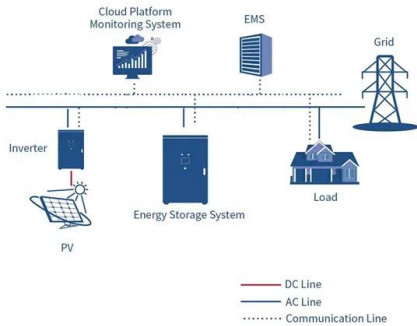 Cloud Platform
Monitoring System
EMS
Grid
Inverter
Energy Storage System
Load
PV
DC Line
AC Line
Communication Line